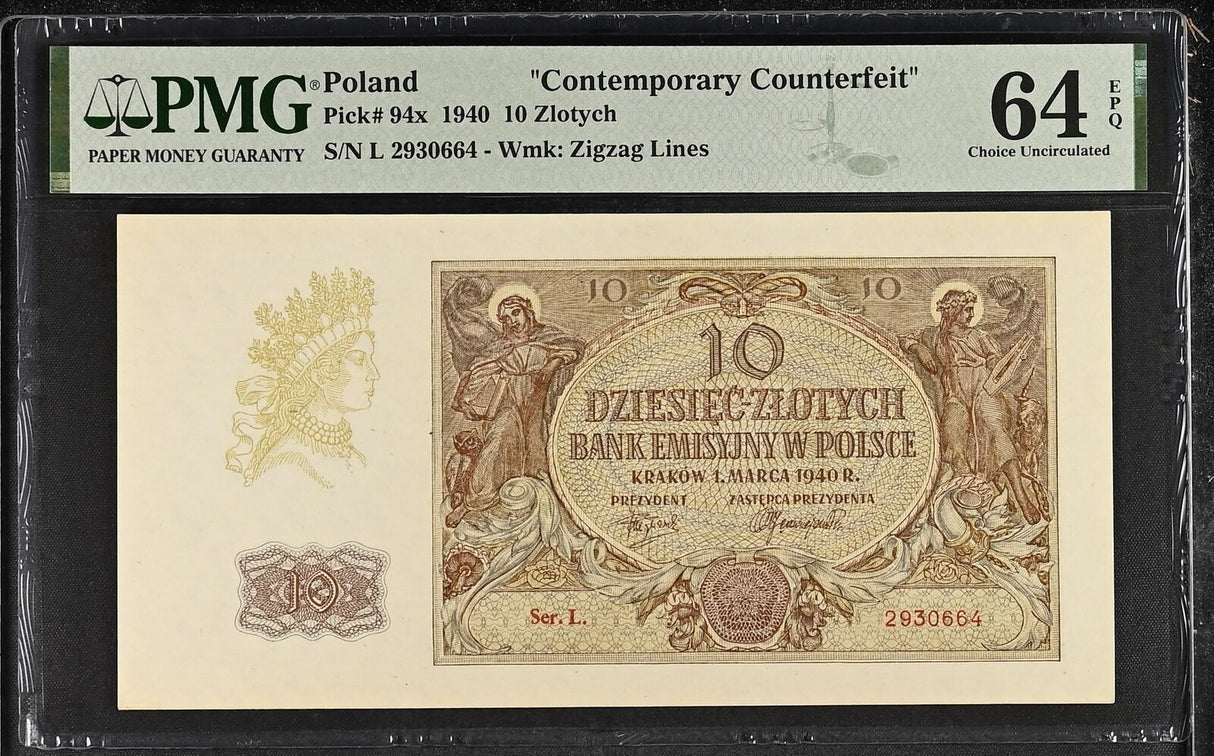 PMG®
PAPER MONEY GUARANTY
Poland "Contemporary Counterfeit"
Pick# 94x 1940 10 Zlotych
S/N L 2930664 - Wmk: Zigzag Lines
64 EPQ
Choice Uncirculated
10 10
10
DZIESIĘĆ-ZŁOTYCH
BANK EMISYJNY W POLSCE
KRAKÓW 1. MARCA 1940 R.
PREZYDENT ZASTĘPCA PREZYDENTA
10
Ser. L. 2930664